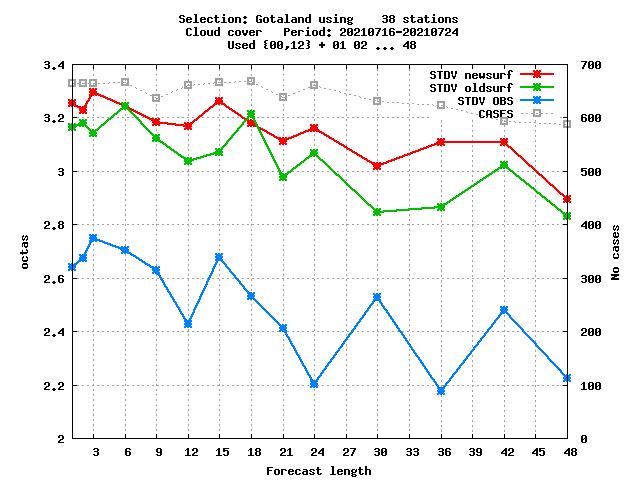 Selection: Gotaland using    38 stations
Cloud cover   Period: 20210716-20210724
Used {00,12} + 01 02 ... 48
STDV newsurf
STDV oldsurf
STDV OBS
CASES
3.4
3.2
3
2.8
2.6
2.4
2.2
2
octas
700
600
500
400
300
200
100
0
No cases
3 6 9 12 15 18 21 24 27 30 33 36 39 42 45 48
Forecast length